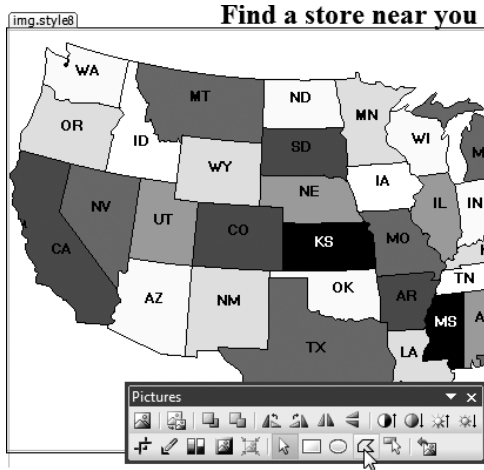 Find a store near you
img.style8
WA
MT
ND
MN
OR
ID
SD
WI
WY
IA
NE
NV
UT
IL
IN
CO
CA
KS
MO
AZ
NM
OK
AR
TN
MS
TX
LA
Pictures